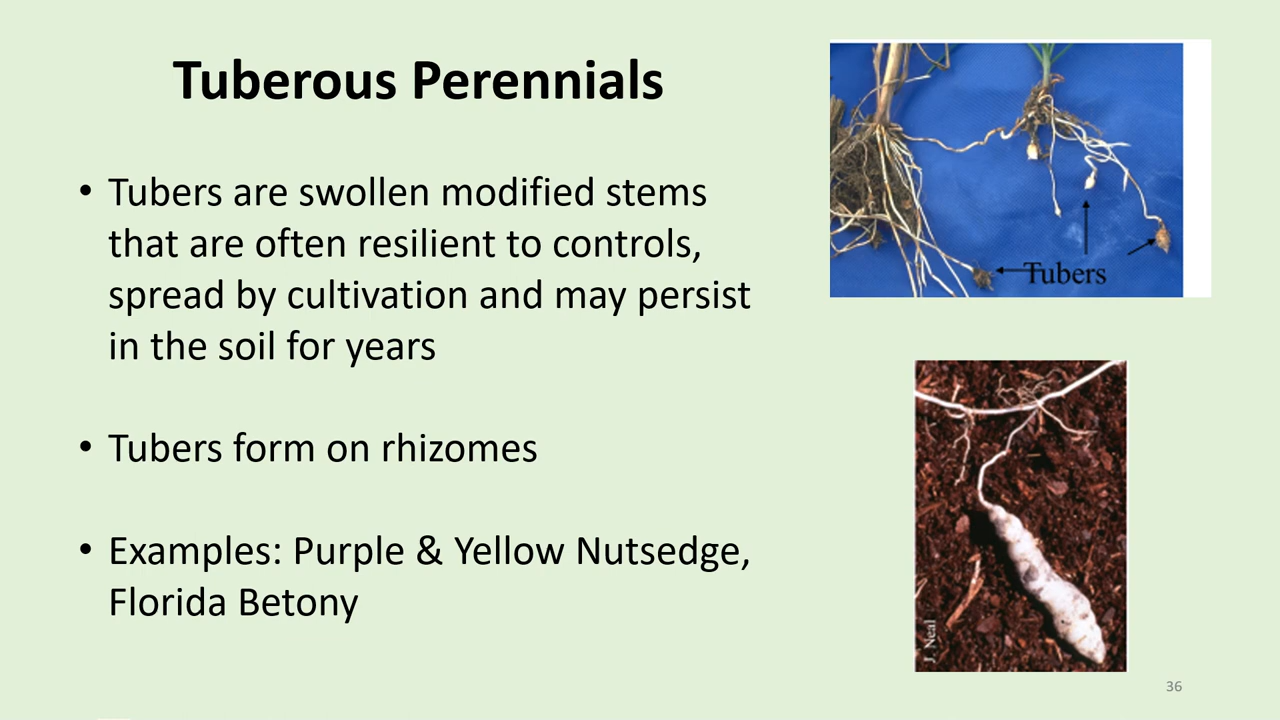 Tuberous Perennials
• Tubers are swollen modified stems
that are often resilient to controls,
spread by cultivation and may persist
in the soil for years
• Tubers form on rhizomes
• Examples: Purple & Yellow Nutsedge,
Florida Betony
Tubers
J. Neal
36